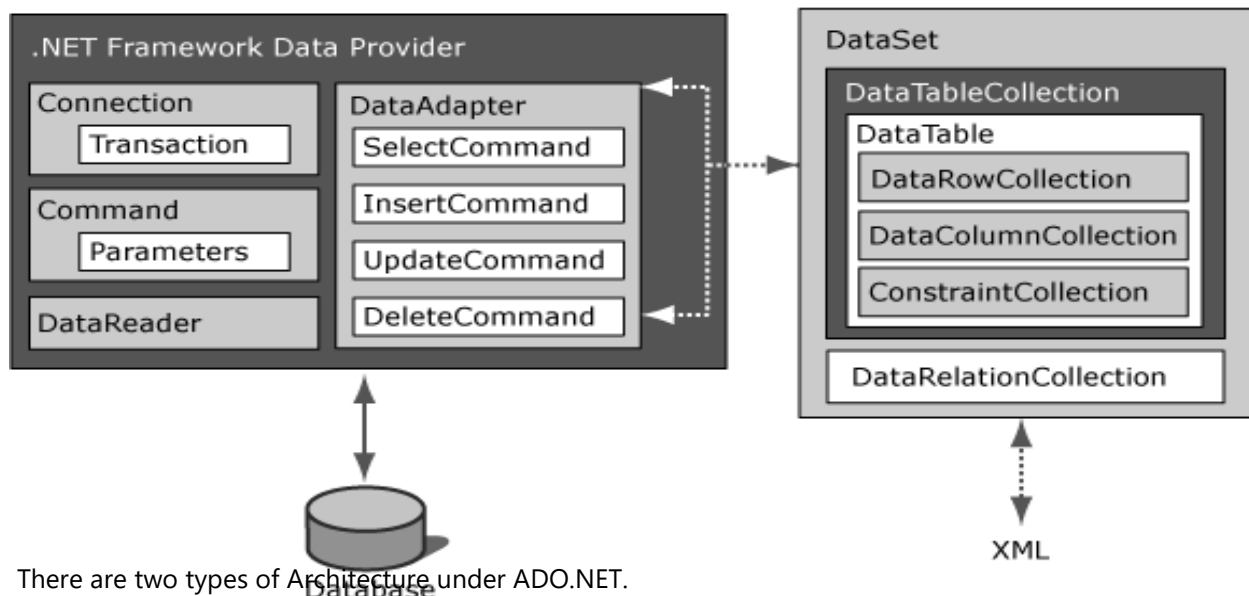 .NET Framework Data Provider
Connection
Transaction
Command
Parameters
DataReader
DataAdapter
SelectCommand
InsertCommand
UpdateCommand
DeleteCommand
DataSet
DataTableCollection
DataTable
DataRowCollection
DataColumnCollection
ConstraintCollection
DataRelationCollection
XML
Database
There are two types of Architecture under ADO.NET.